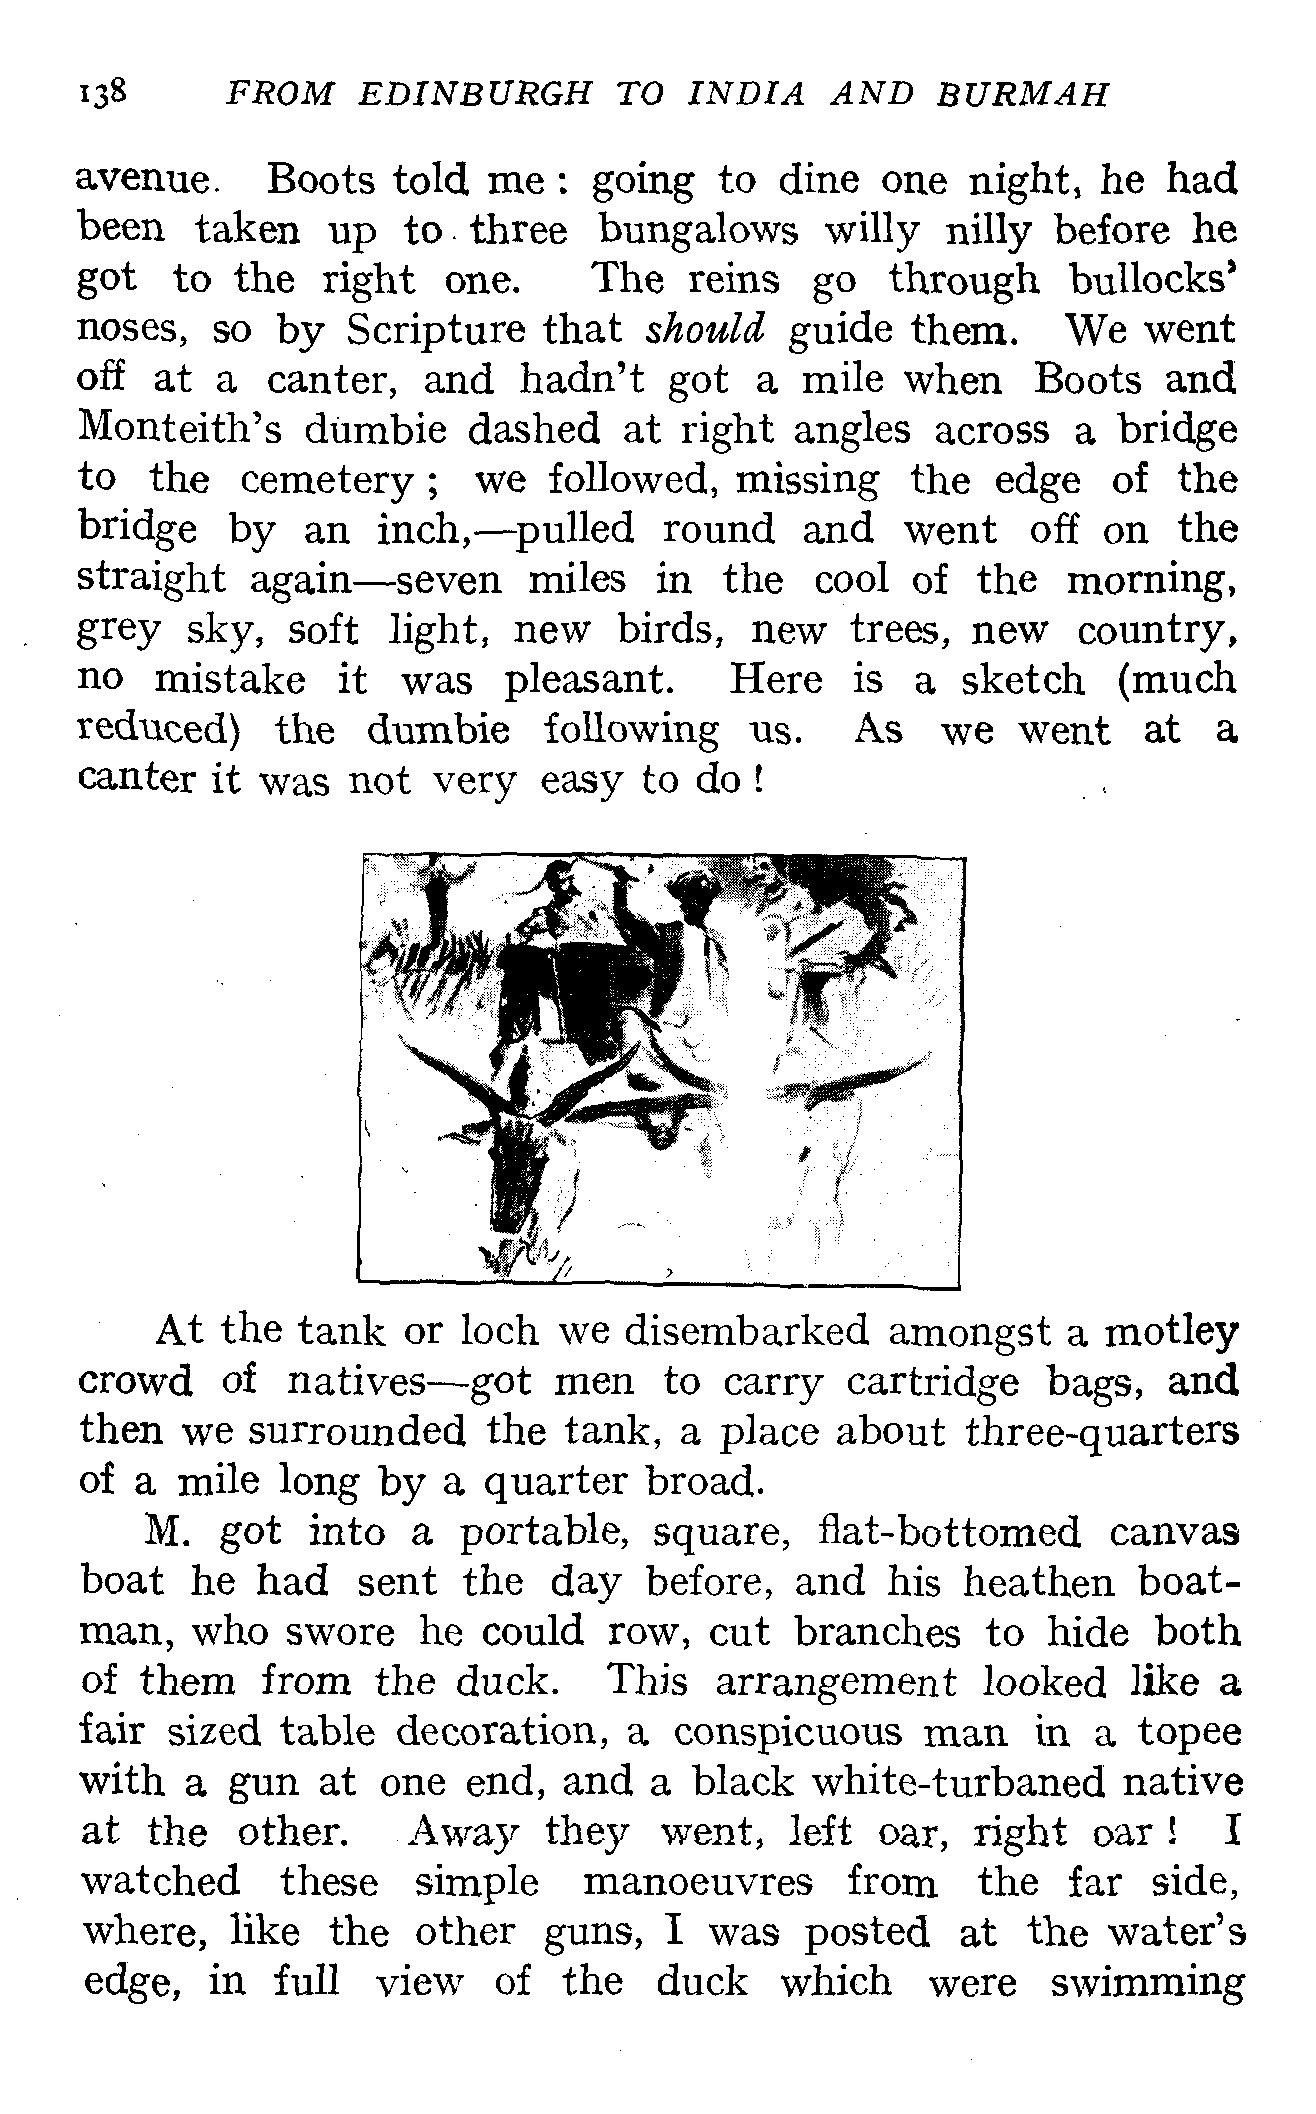 138 FROM EDINBURGH TO INDIA AND BURMAH
avenue. Boots told me : going to dine one night, he had
been taken up to three bungalows willy nilly before he
got to the right one. The reins go through bullocks'
noses, so by Scripture that should guide them. We went
off at a canter, and hadn't got a mile when Boots and
Monteith's dumbie dashed at right angles across a bridge
to the cemetery ; we followed, missing the edge of the
bridge by an inch,—pulled round and went off on the
straight again—seven miles in the cool of the morning,
grey sky, soft light, new birds, new trees, new country,
no mistake it was pleasant. Here is a sketch (much
reduced) the dumbie following us. As we went at a
canter it was not very easy to do !
At the tank or loch we disembarked amongst a motley
crowd of natives—got men to carry cartridge bags, and
then we surrounded the tank, a place about three-quarters
of a mile long by a quarter broad.
M. got into a portable, square, flat-bottomed canvas
boat he had sent the day before, and his heathen boat-
man, who swore he could row, cut branches to hide both
of them from the duck. This arrangement looked like a
fair sized table decoration, a conspicuous man in a topee
with a gun at one end, and a black white-turbaned native
at the other. Away they went, left oar, right oar ! I
watched these simple manoeuvres from the far side,
where, like the other guns, I was posted at the water's
edge, in full view of the duck which were swimming